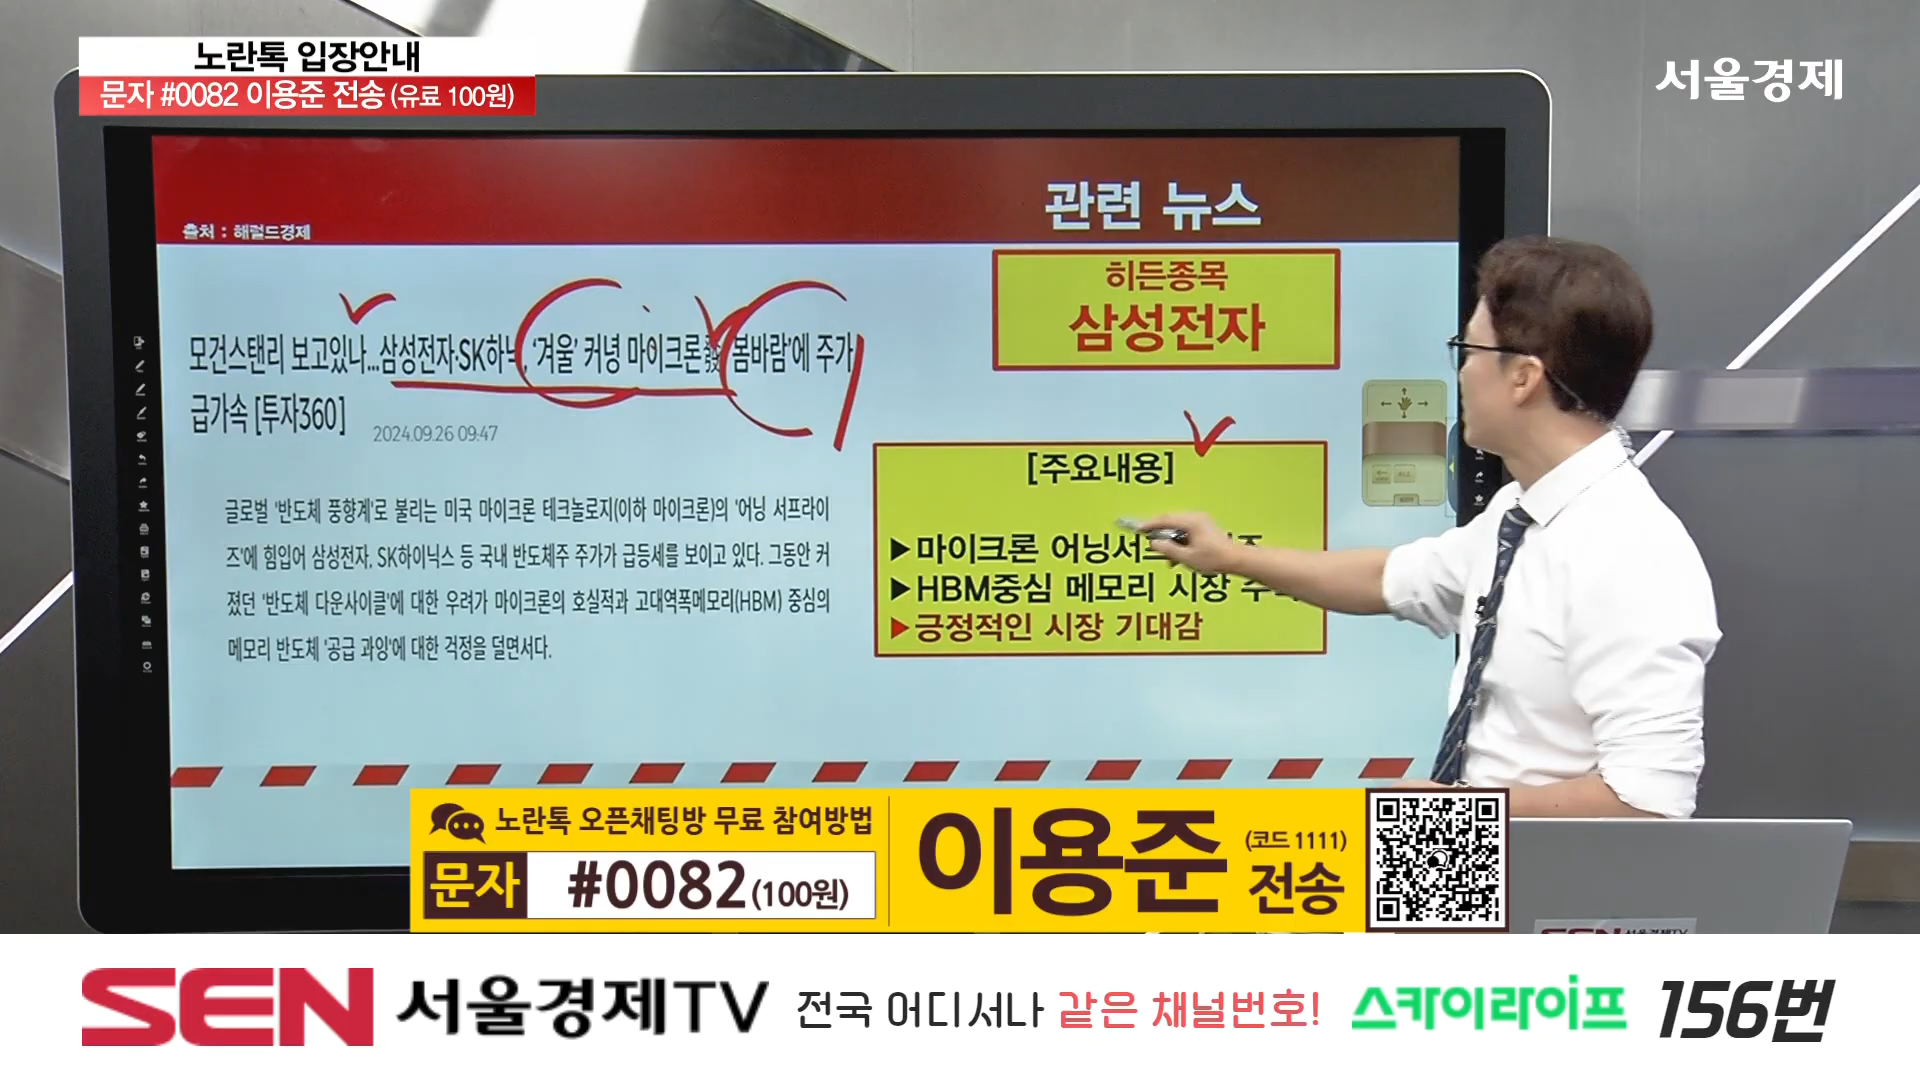 노란톡 입장안내
문자 #0082 이용준 전송 (유료 100원)
서울경제
관련 뉴스
출처 : 해럴드경제
히든종목
삼성전자
모건스탠리 보고있나...삼성전자·SK하닉, '겨울' 커녕 마이크론發 '봄바람'에 주가
급가속 [투자360]
2024.09.26 09:47
글로벌 '반도체 풍향계'로 불리는 미국 마이크론 테크놀로지(이하 마이크론)의 '어닝 서프라이
즈'에 힘입어 삼성전자, SK하이닉스 등 국내 반도체주 주가가 급등세를 보이고 있다. 그동안 커
졌던 '반도체 다운사이클'에 대한 우려가 마이크론의 호실적과 고대역폭메모리(HBM) 중심의
메모리 반도체 '공급 과잉'에 대한 걱정을 덜면서다.
[주요내용]
▶마이크론 어닝서프
▶HBM중심 메모리 시장
▶긍정적인 시장 기대감
노란톡 오픈채팅방 무료 참여방법
문자 #0082(100원)
이용준 (코드 1111) 전송
SEN 서울경제TV
SEN 서울경제TV 전국 어디서나 같은 채널번호! 스카이라이프 156번